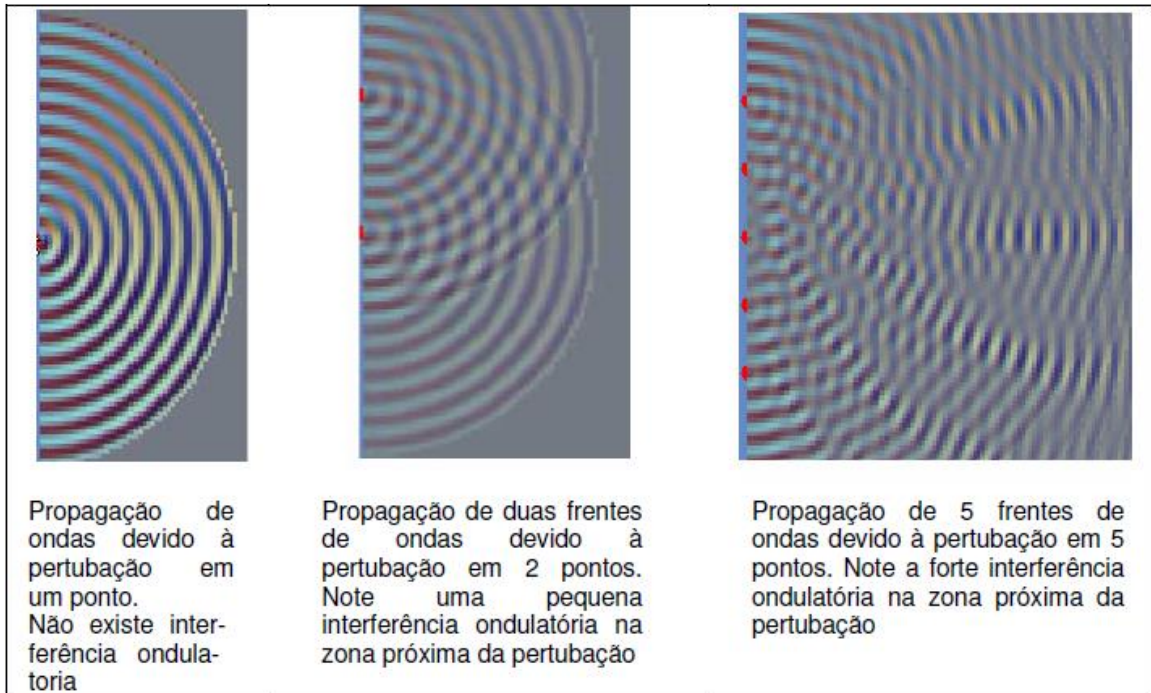 Propagação de
ondas devido à
pertubação em
um ponto.
Não existe inter-
ferência ondula-
toria
Propagação de duas frentes
de ondas devido à
pertubação em 2 pontos.
Note uma pequena
interferência ondulatória na
zona próxima da pertubação
Propagação de 5 frentes de
ondas devido à pertubação em 5
pontos. Note a forte interferência
ondulatória na zona próxima da
pertubação